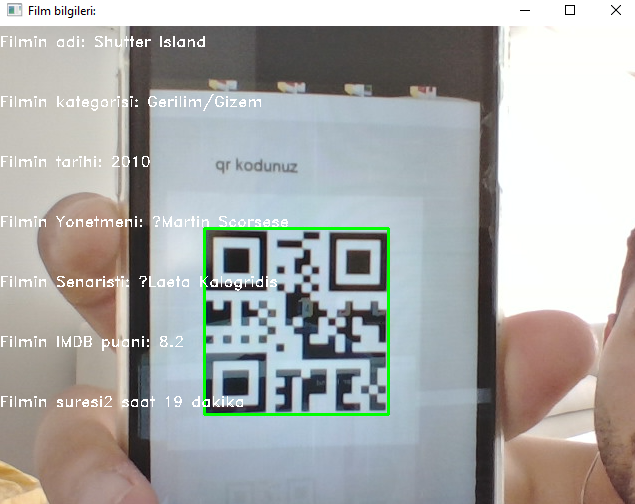 Film bilgileri:
Filmin adi: Shutter Island
Filmin kategorisi: Gerilim/Gizem
Filmin tarihi: 2010
qr kodunuz
Filmin Yonetmeni: ?Martin Scorsese
Filmin Senaristi: ?Laeta Kalogridis
Filmin IMDB puani: 8.2
Filmin suresi2 saat 19 dakika